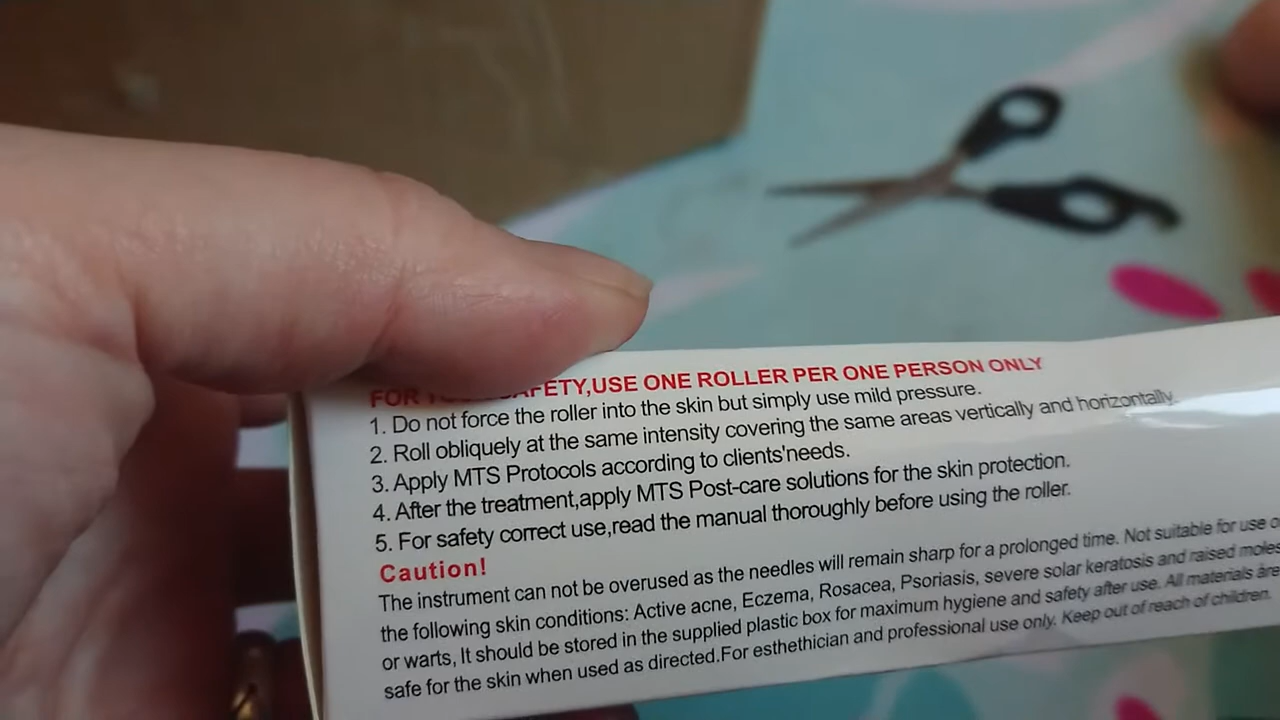 FOR SAFETY,USE ONE ROLLER PER ONE PERSON ONLY
1. Do not force the roller into the skin but simply use mild pressure.
2. Roll obliquely at the same intensity covering the same areas vertically and horizontally.
3. Apply MTS Protocols according to clients'needs.
4. After the treatment,apply MTS Post-care solutions for the skin protection.
5. For safety correct use,read the manual thoroughly before using the roller.
Caution!
The instrument can not be overused as the needles will remain sharp for a prolonged time. Not suitable for use
the following skin conditions: Active acne, Eczema, Rosacea, Psoriasis, severe solar keratosis and raised moles
or warts, It should be stored in the supplied plastic box for maximum hygiene and safety after use. All materials are
safe for the skin when used as directed.For esthethician and professional use only. Keep out of reach of children.